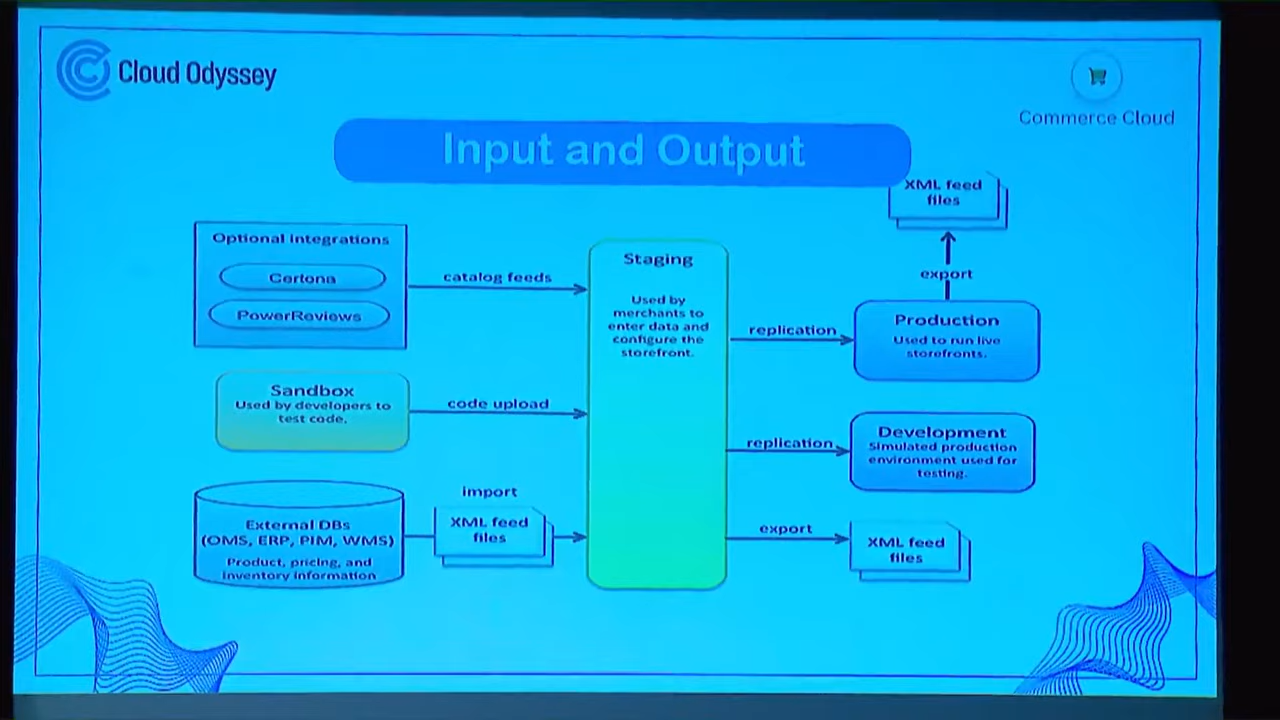 Cloud Odyssey
Commerce Cloud
Input and Output
XML feed
files
export
Optional integrations
Certona
PowerReviews
catalog feeds
Staging
Used by
merchants to
enter data and
configure the
storefront.
replication
Production
Used to run live
storefronts.
Sandbox
Used by developers to
test code.
code upload
replication
Development
Simulated production
environment used for
testing.
External DBs
(OMS, ERP, PIM, WMS)
Product, pricing, and
inventory information
import
XML feed
files
export
XML feed
files